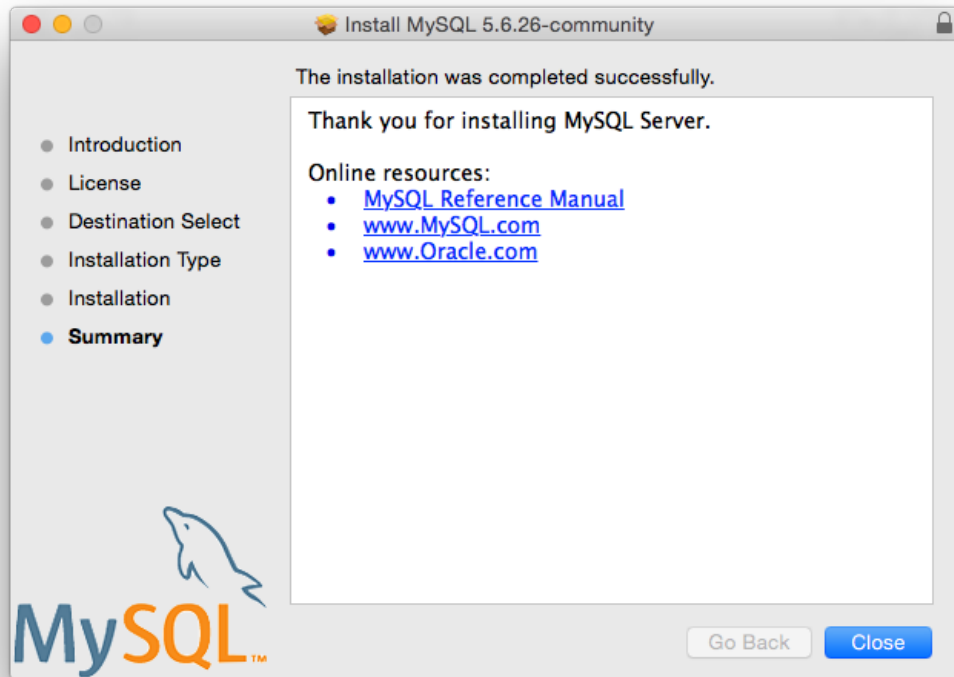 Install MySQL 5.6.26-community
The installation was completed successfully.
Introduction
License
Destination Select
Installation Type
Installation
Summary
Thank you for installing MySQL Server.
Online resources:
• MySQL Reference Manual
• www.MySQL.com
• www.Oracle.com
MySQL™
Go Back
Close